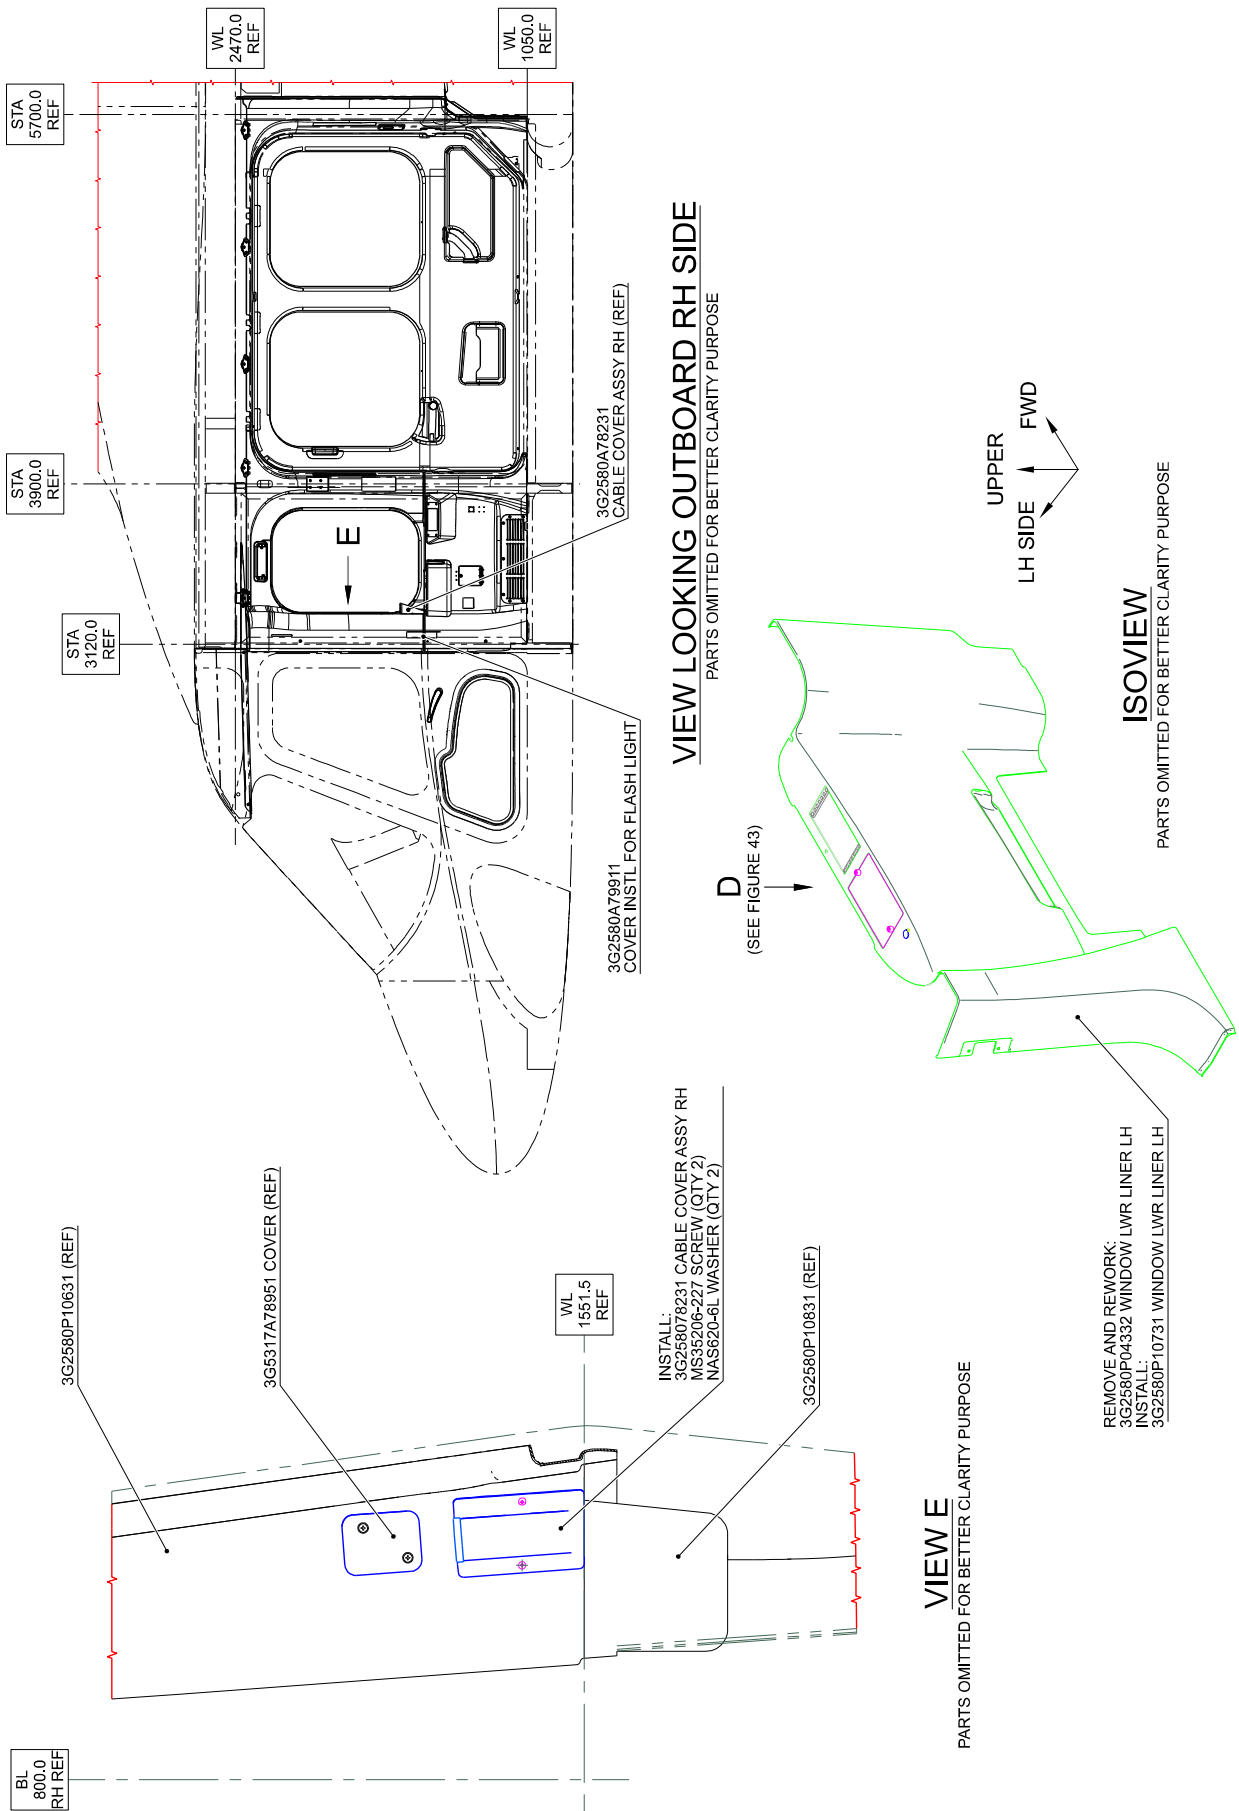 BL
800.0
RH REF
3G2580P10631 (REF)
3G5317A78951 COVER (REF)
WL
1551.5
REF
INSTALL:
3G258078231 CABLE COVER ASSY RH
MS35206-227 SCREW (QTY 2)
NAS620-6L WASHER (QTY 2)
3G2580P10831 (REF)
VIEW E
PARTS OMITTED FOR BETTER CLARITY PURPOSE
STA
3120.0
REF
STA
3900.0
REF
STA
5700.0
REF
WL
2470.0
REF
WL
1050.0
REF
E
3G2580A78231
CABLE COVER ASSY RH (REF)
3G2580A79911
COVER INSTL FOR FLASH LIGHT
VIEW LOOKING OUTBOARD RH SIDE
PARTS OMITTED FOR BETTER CLARITY PURPOSE
D
(SEE FIGURE 43)
UPPER
LH SIDE
FWD
REMOVE AND REWORK:
3G2580P04332 WINDOW LWR LINER LH
INSTALL:
3G2580P10731 WINDOW LWR LINER LH
ISOVIEW
PARTS OMITTED FOR BETTER CLARITY PURPOSE